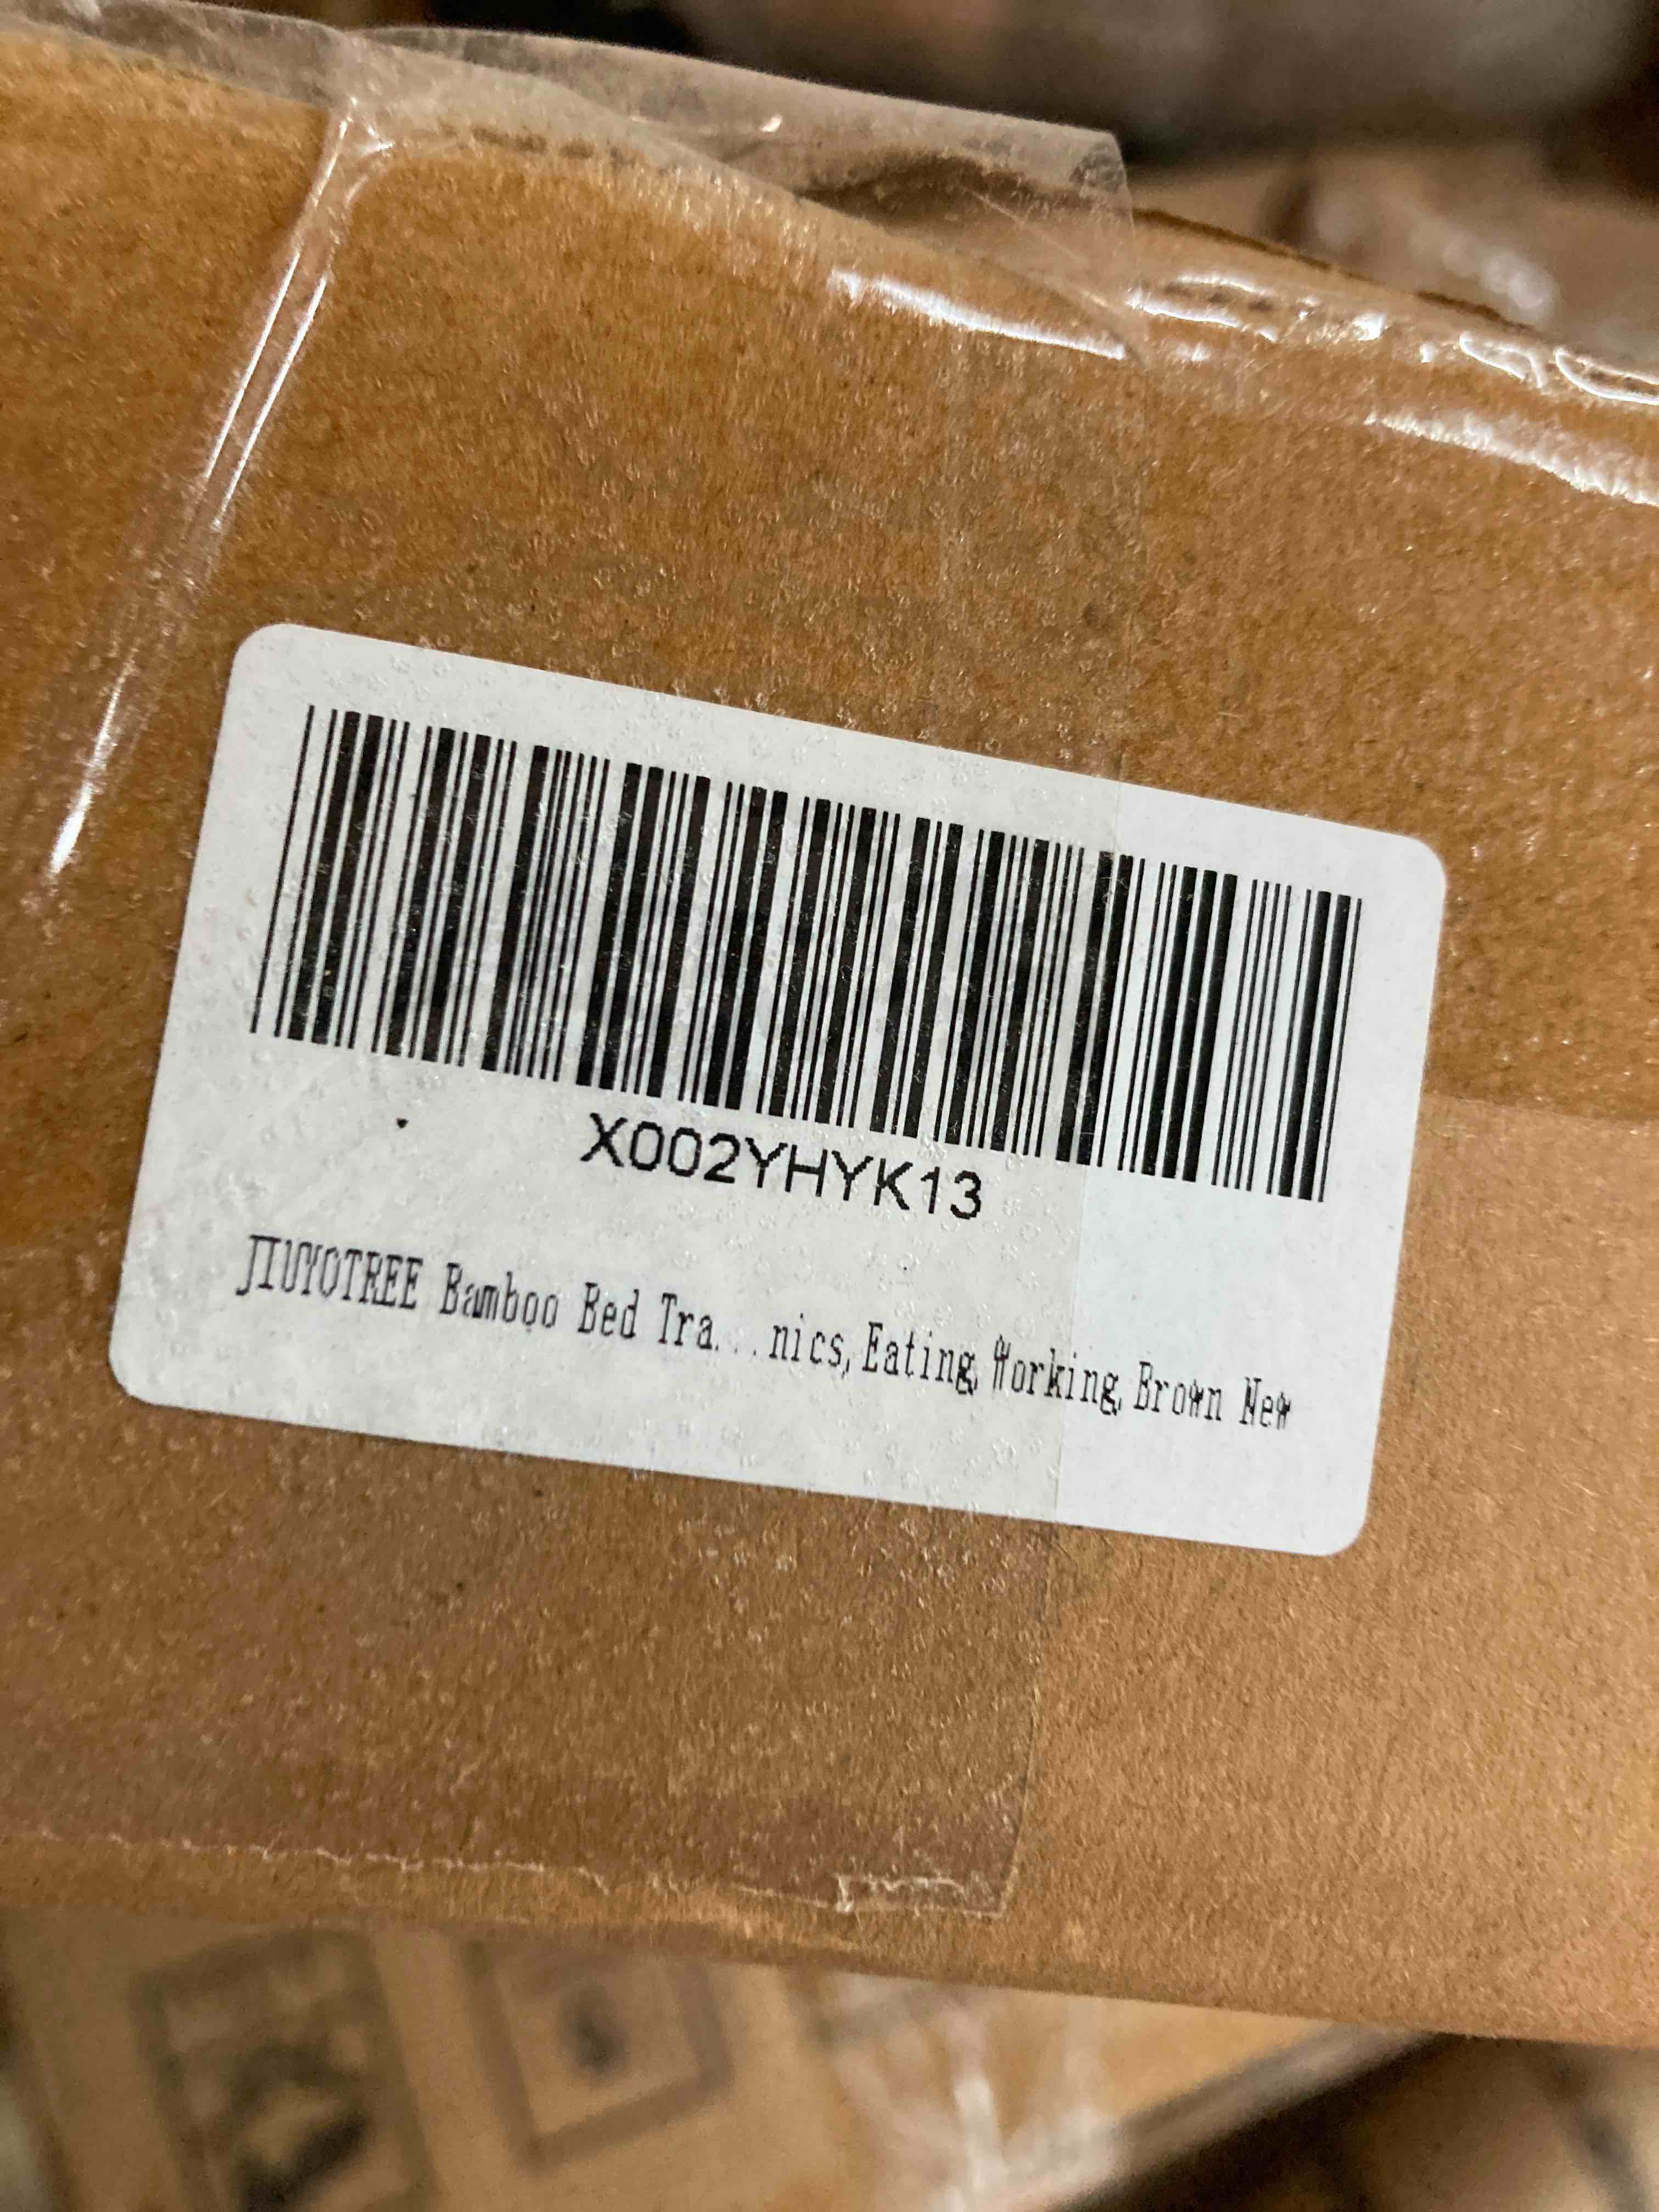 X002YHYK13
JIUYOTREE Bamboo Bed Tra...nics,Eating,Working,Brown New